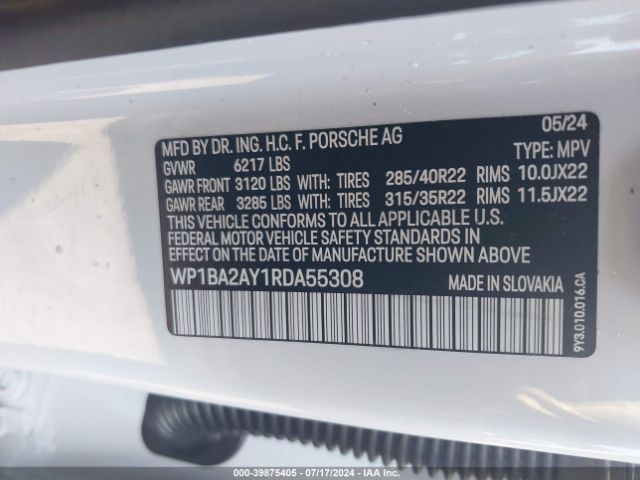 MFD BY DR. ING. H.C. F. PORSCHE AG 05/24
GVWR 6217 LBS TYPE: MPV
GAWR FRONT 3120 LBS WITH: TIRES 285/40R22 RIMS 10.0JX22
GAWR REAR 3285 LBS WITH: TIRES 315/35R22 RIMS 11.5JX22
THIS VEHICLE CONFORMS TO ALL APPLICABLE U.S.
FEDERAL MOTOR VEHICLE SAFETY STANDARDS IN
EFFECT ON THE DATE OF MANUFACTURE SHOWN ABOVE
WP1BA2AY1RDA55308 MADE IN SLOVAKIA
9Y3.010.016.CA
000-39875405 - 07/17/2024 - IAA Inc.